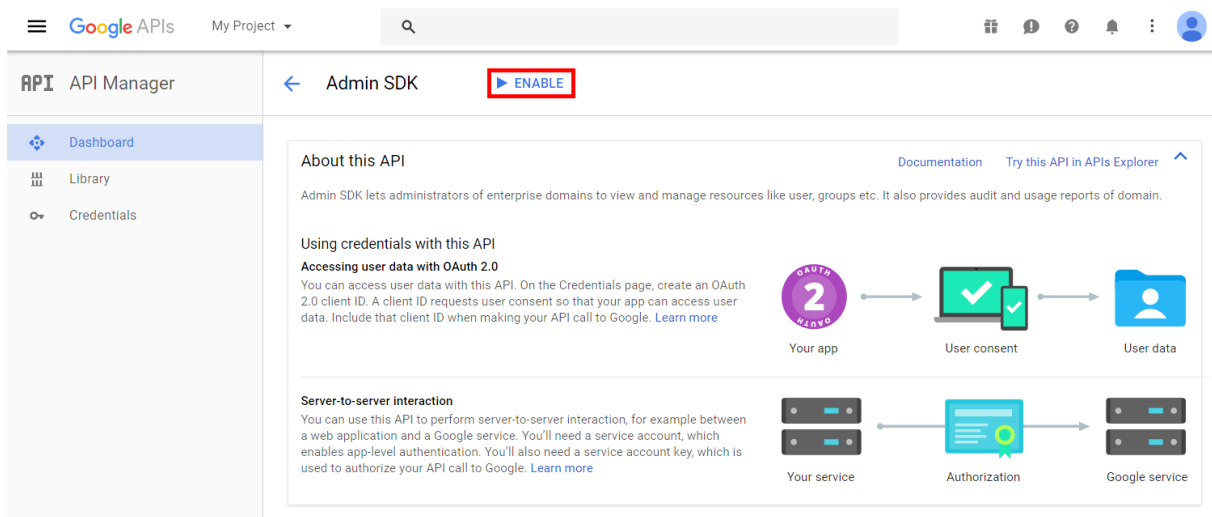 Google APIs My Project
API API Manager Admin SDK ENABLE
Dashboard
Library
Credentials
About this API Documentation Try this API in APIs Explorer
Admin SDK lets administrators of enterprise domains to view and manage resources like user, groups etc. It also provides audit and usage reports of domain.
Using credentials with this API
Accessing user data with OAuth 2.0
You can access user data with this API. On the Credentials page, create an OAuth
2.0 client ID. A client ID requests user consent so that your app can access user
data. Include that client ID when making your API call to Google. Learn more
OAUTH
2
OAUTH
Your app User consent User data
Server-to-server interaction
You can use this API to perform server-to-server interaction, for example between
a web application and a Google service. You'll need a service account, which
enables app-level authentication. You'll also need a service account key, which is
used to authorize your API call to Google. Learn more
Your service Authorization Google service